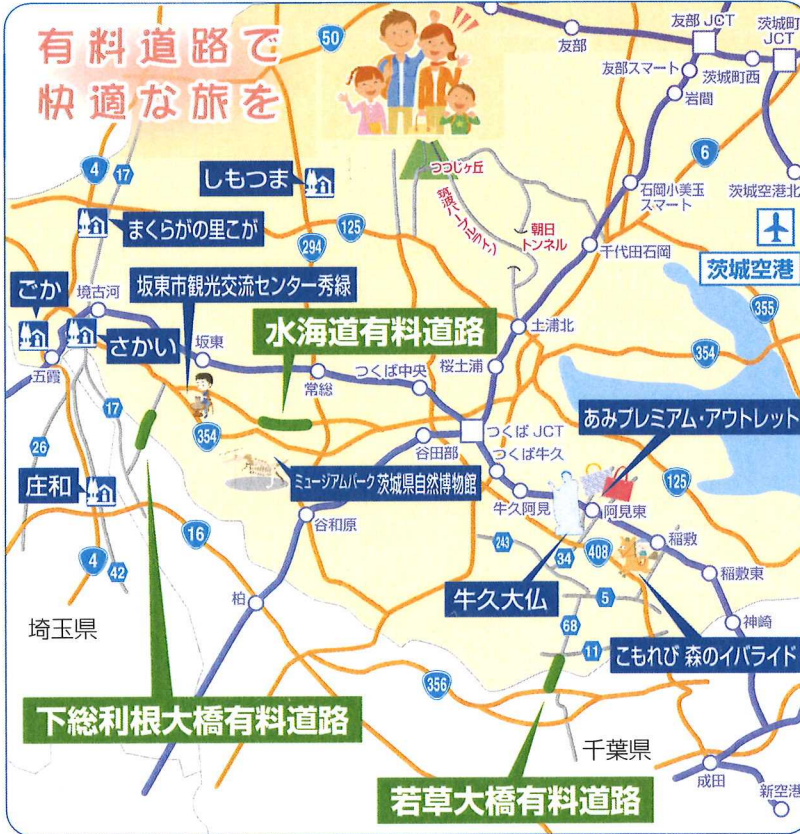 有料道路で
快適な旅を
50
友部
友部JCT
茨城町
JCT
友部スマート
茨城町西
岩間
6
4
17
しもつま
つつじヶ丘
筑波パープルライン
朝日
トンネル
石岡小美玉
スマート
茨城空港北
まくらがの里こが
125
294
千代田石岡
茨城空港
ごか
境古河
坂東市観光交流センター秀緑
355
さかい
坂東
水海道有料道路
土浦北
五霞
常総
つくば中央
桜土浦
354
17
354
谷田部
つくばJCT
つくば牛久
あみプレミアム・アウトレット
26
庄和
ミュージアムパーク 茨城県自然博物館
125
牛久阿見
阿見東
16
谷和原
243
34
408
稲敷
4
42
稲敷東
柏
牛久大仏
5
埼玉県
68
神崎
11
こもれび 森のイバライド
356
下総利根大橋有料道路
千葉県
成田
若草大橋有料道路
新空港